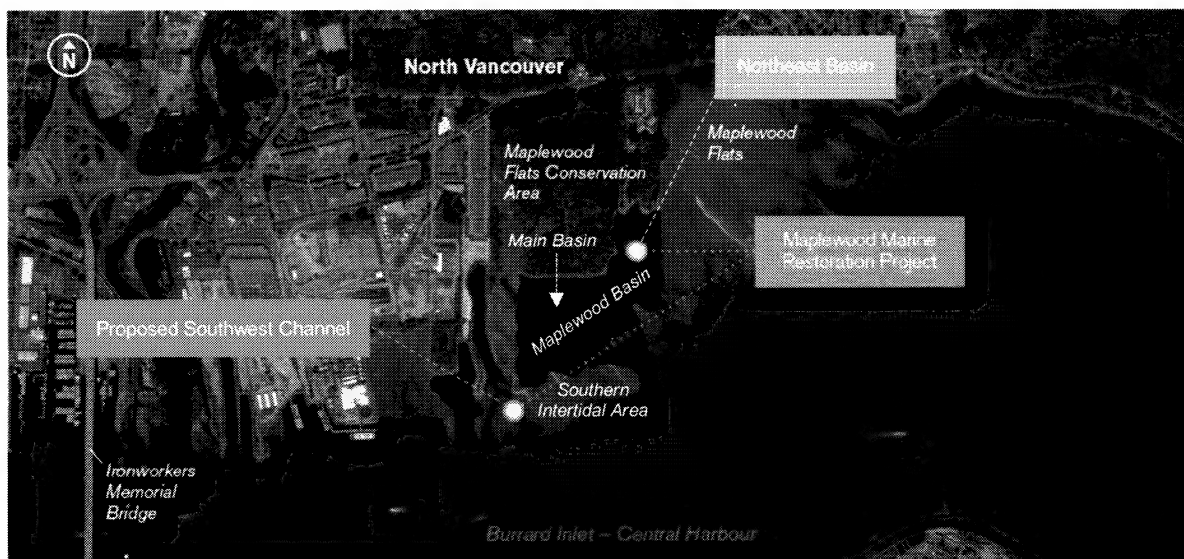 N
North Vancouver
Northeast Basin
Maplewood
Flats
Maplewood
Flats Conservation
Area
Main Basin
Maplewood Marine
Restoration Project
Maplewood Basin
Proposed Southwest Channel
Southern
Intertidal Area
Ironworkers
Memorial
Bridge
Burrard Inlet – Central Harbour